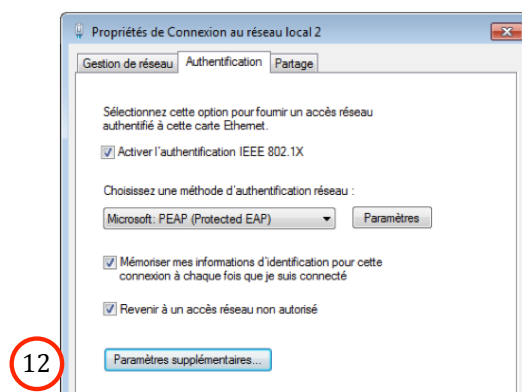 Propriétés de Connexion au réseau local 2
Gestion de réseau Authentification Partage
Sélectionnez cette option pour fournir un accès réseau
authentifié à cette carte Ethernet.
Activer l'authentification IEEE 802.1X
Choisissez une méthode d'authentification réseau :
Microsoft: PEAP (Protected EAP) Paramètres
Mémoriser mes informations d'identification pour cette
connexion à chaque fois que je suis connecté
Revenir à un accès réseau non autorisé
12 Paramètres supplémentaires...